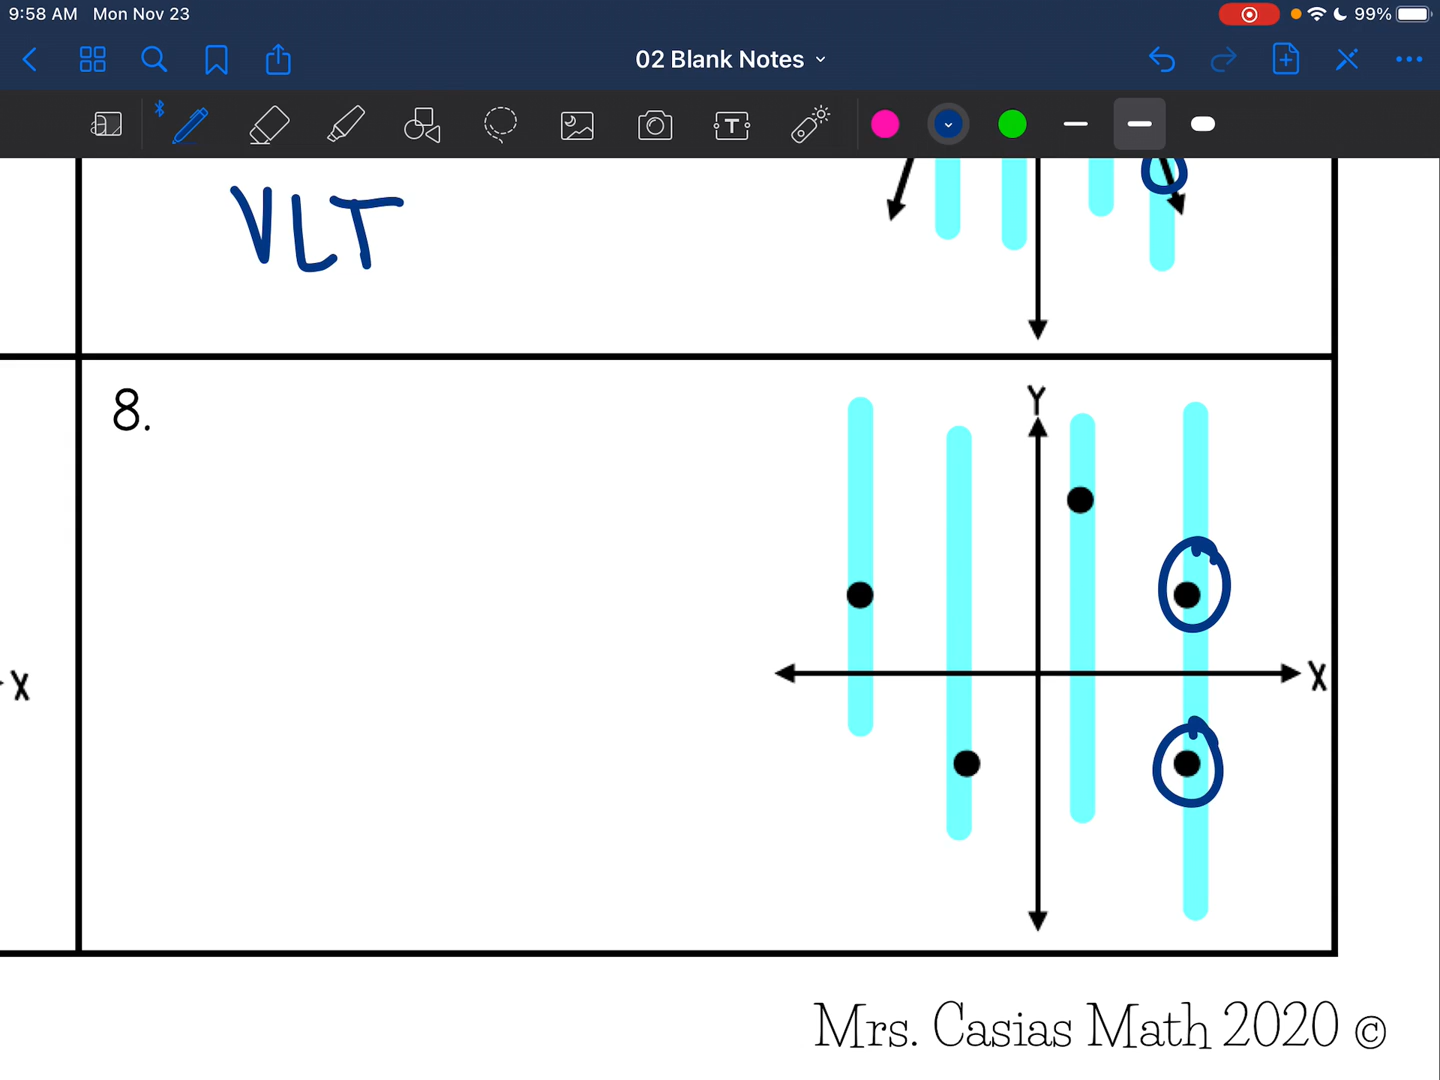 9:58 AM Mon Nov 23
99%
02 Blank Notes
T
VLT
8.
Y
X
X
Mrs. Casias Math 2020 ©